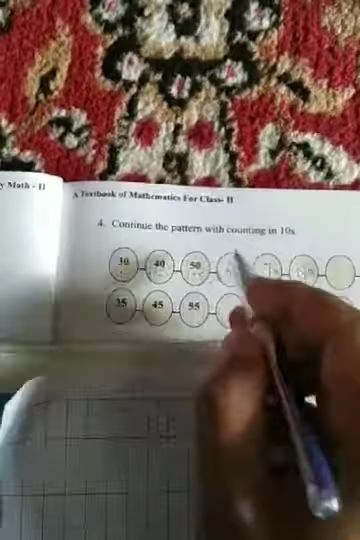 y Math - II
A Textbook of Mathematics For Class- II
4. Continue the pattern with counting in 10s.
30 40 50
35 45 55